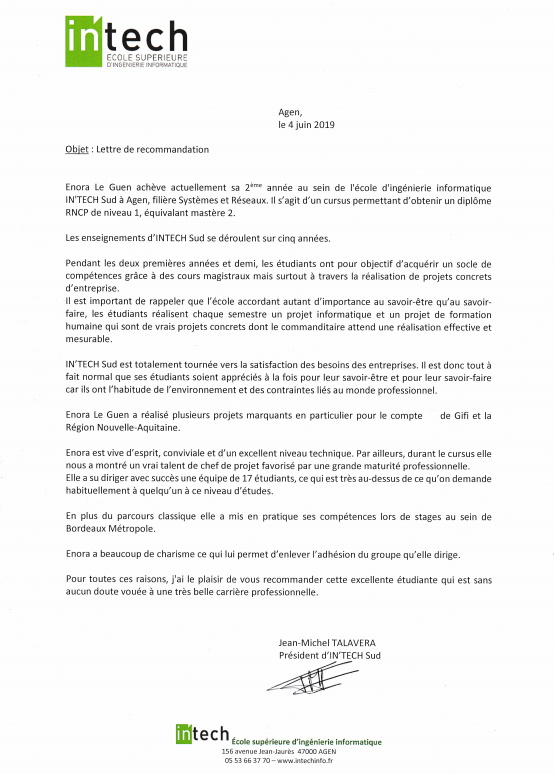 in'tech
ECOLE SUPERIEURE
D'INGÉNIERIE INFORMATIQUE
Agen,
le 4 juin 2019
Objet : Lettre de recommandation
Enora Le Guen achève actuellement sa 2ème année au sein de l'école d'ingénierie informatique
IN'TECH Sud à Agen, filière Systèmes et Réseaux. Il s'agit d'un cursus permettant d'obtenir un diplôme
RNCP de niveau 1, équivalant mastère 2.
Les enseignements d'INTECH Sud se déroulent sur cinq années.
Pendant les deux premières années et demi, les étudiants ont pour objectif d'acquérir un socle de
compétences grâce à des cours magistraux mais surtout à travers la réalisation de projets concrets
d'entreprise.
Il est important de rappeler que l'école accordant autant d'importance au savoir-être qu'au savoir-
faire, les étudiants réalisent chaque semestre un projet informatique et un projet de formation
humaine qui sont de vrais projets concrets dont le commanditaire attend une réalisation effective et
mesurable.
IN'TECH Sud est totalement tournée vers la satisfaction des besoins des entreprises. Il est donc tout à
fait normal que ses étudiants soient appréciés à la fois pour leur savoir-être et pour leur savoir-faire
car ils ont l'habitude de l'environnement et des contraintes liés au monde professionnel.
Enora Le Guen a réalisé plusieurs projets marquants en particulier pour le compte de Gifi et la
Région Nouvelle-Aquitaine.
Enora est vive d'esprit, conviviale et d'un excellent niveau technique. Par ailleurs, durant le cursus elle
nous a montré un vrai talent de chef de projet favorisé par une grande maturité professionnelle.
Elle a su diriger avec succès une équipe de 17 étudiants, ce qui est très au-dessus de ce qu'on demande
habituellement à quelqu'un à ce niveau d'études.
En plus du parcours classique elle a mis en pratique ses compétences lors de stages au sein de
Bordeaux Métropole.
Enora a beaucoup de charisme ce qui lui permet d'enlever l'adhésion du groupe qu'elle dirige.
Pour toutes ces raisons, j'ai le plaisir de vous recommander cette excellente étudiante qui est sans
aucun doute vouée à une très belle carrière professionnelle.
Jean-Michel TALAVERA
Président d'IN'TECH Sud
in'tech École supérieure d'ingénierie informatique
156 avenue Jean-Jaurès 47000 AGEN
05 53 66 37 70 – www.intechinfo.fr